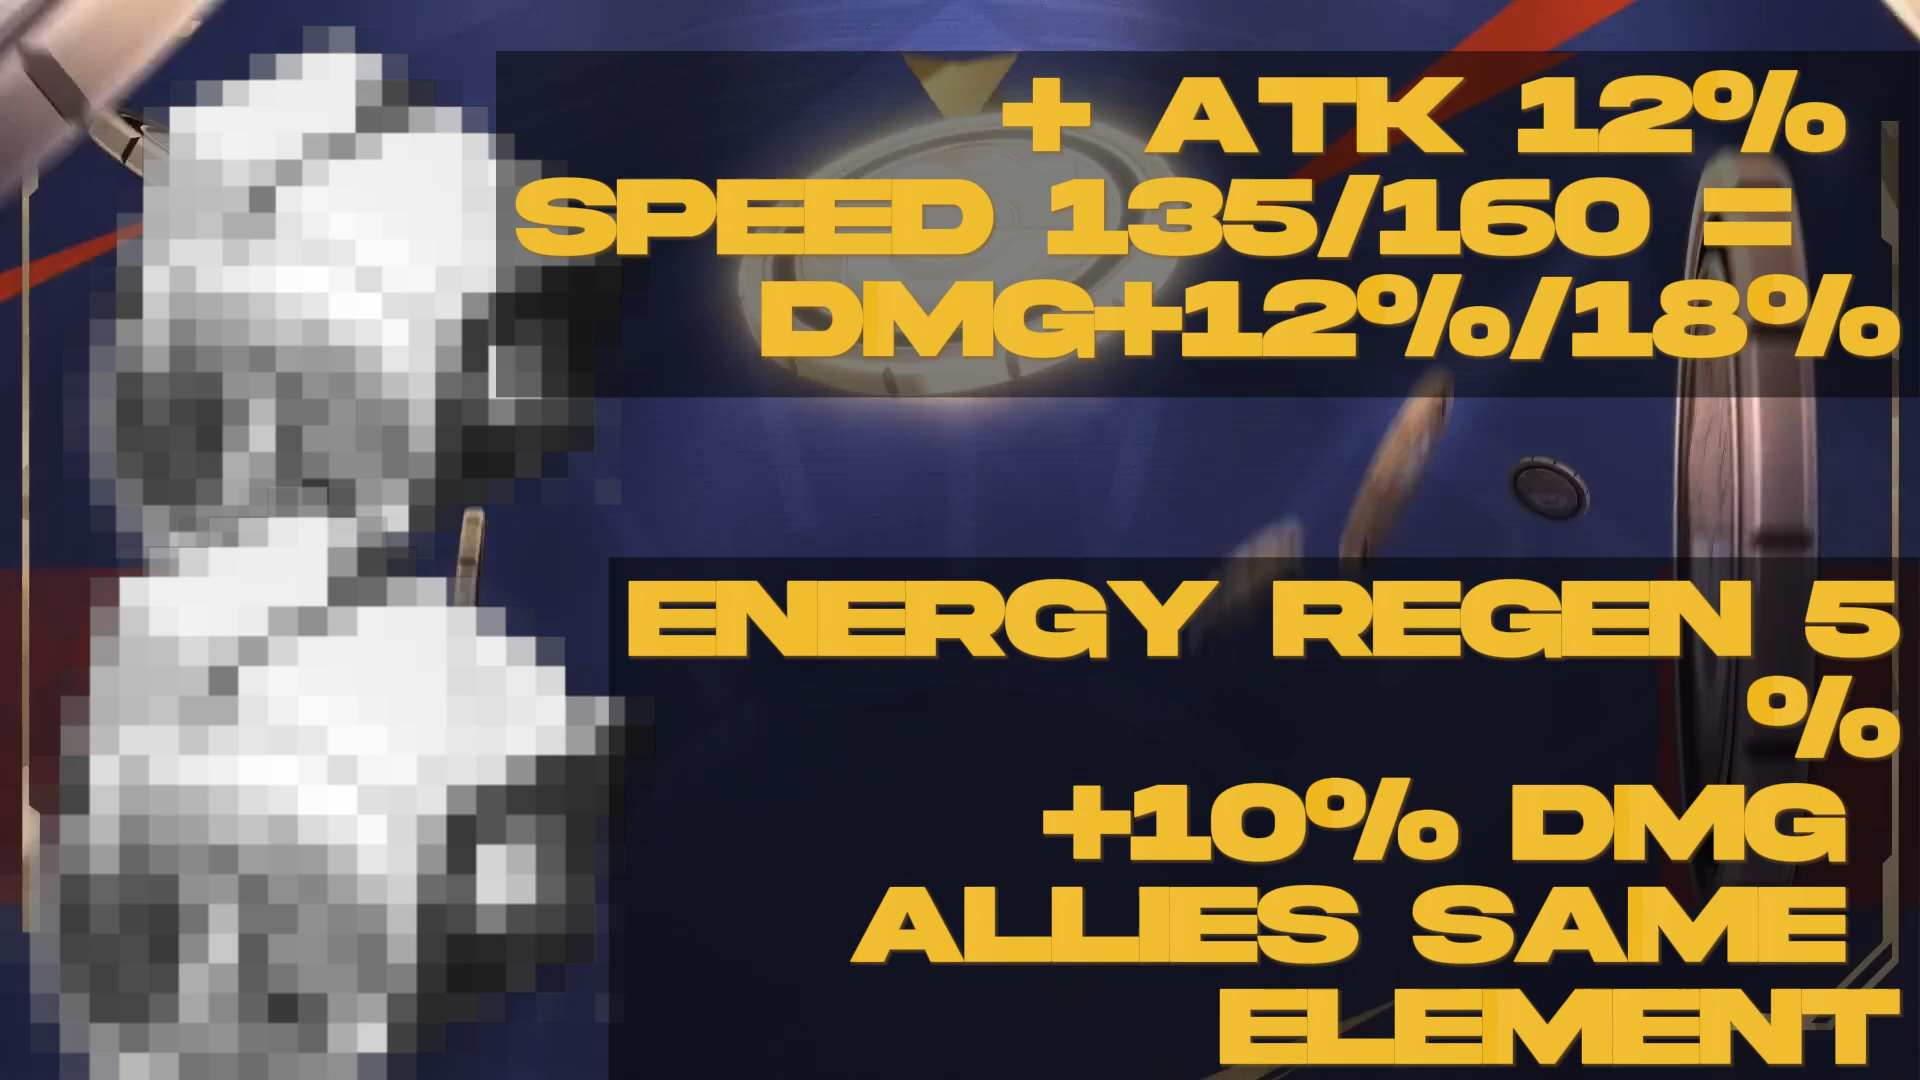 + ATK 12%
SPEED 135/160 =
DMG+12%/18%
ENERGY REGEN 5
%
+10% DMG
ALLIES SAME
ELEMENT